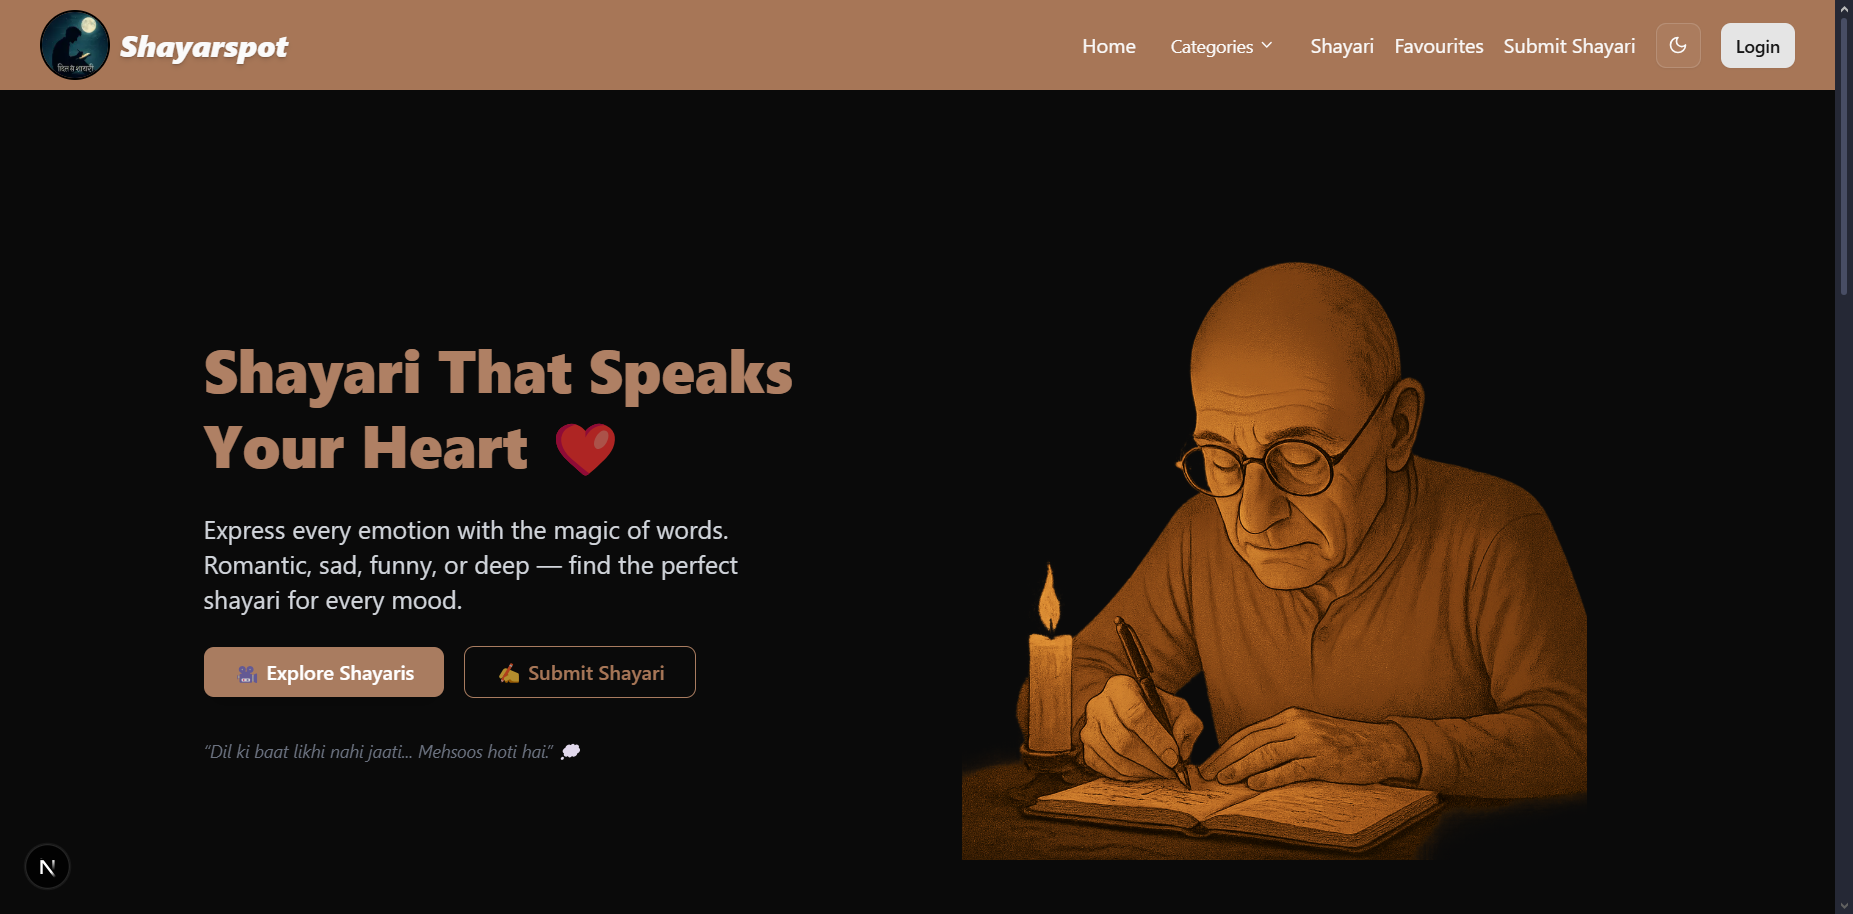 दिल से शायरी
Shayarspot
Home
Categories
Shayari
Favourites
Submit Shayari
Login
Shayari That Speaks
Your Heart ❤️
Express every emotion with the magic of words.
Romantic, sad, funny, or deep — find the perfect
shayari for every mood.
🎥 Explore Shayaris
✍️ Submit Shayari
“Dil ki baat likhi nahi jaati... Mehsoos hoti hai.” 💭
N